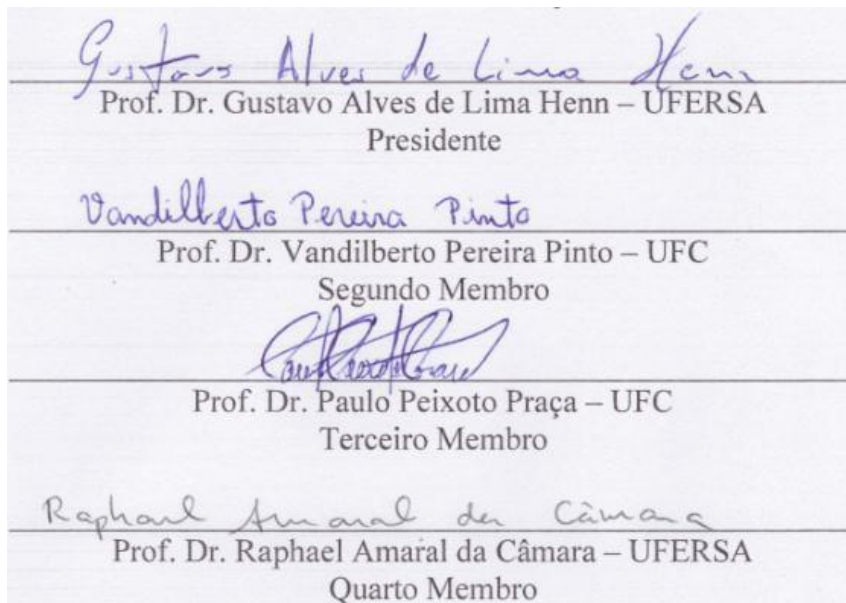 Gustavo Alves de Lima Henn
Prof. Dr. Gustavo Alves de Lima Henn – UFERSA
Presidente
Vandilberto Pereira Pinto
Prof. Dr. Vandilberto Pereira Pinto – UFC
Segundo Membro
Prof. Dr. Paulo Peixoto Praça – UFC
Terceiro Membro
Raphael Amaral da Câmara
Prof. Dr. Raphael Amaral da Câmara – UFERSA
Quarto Membro